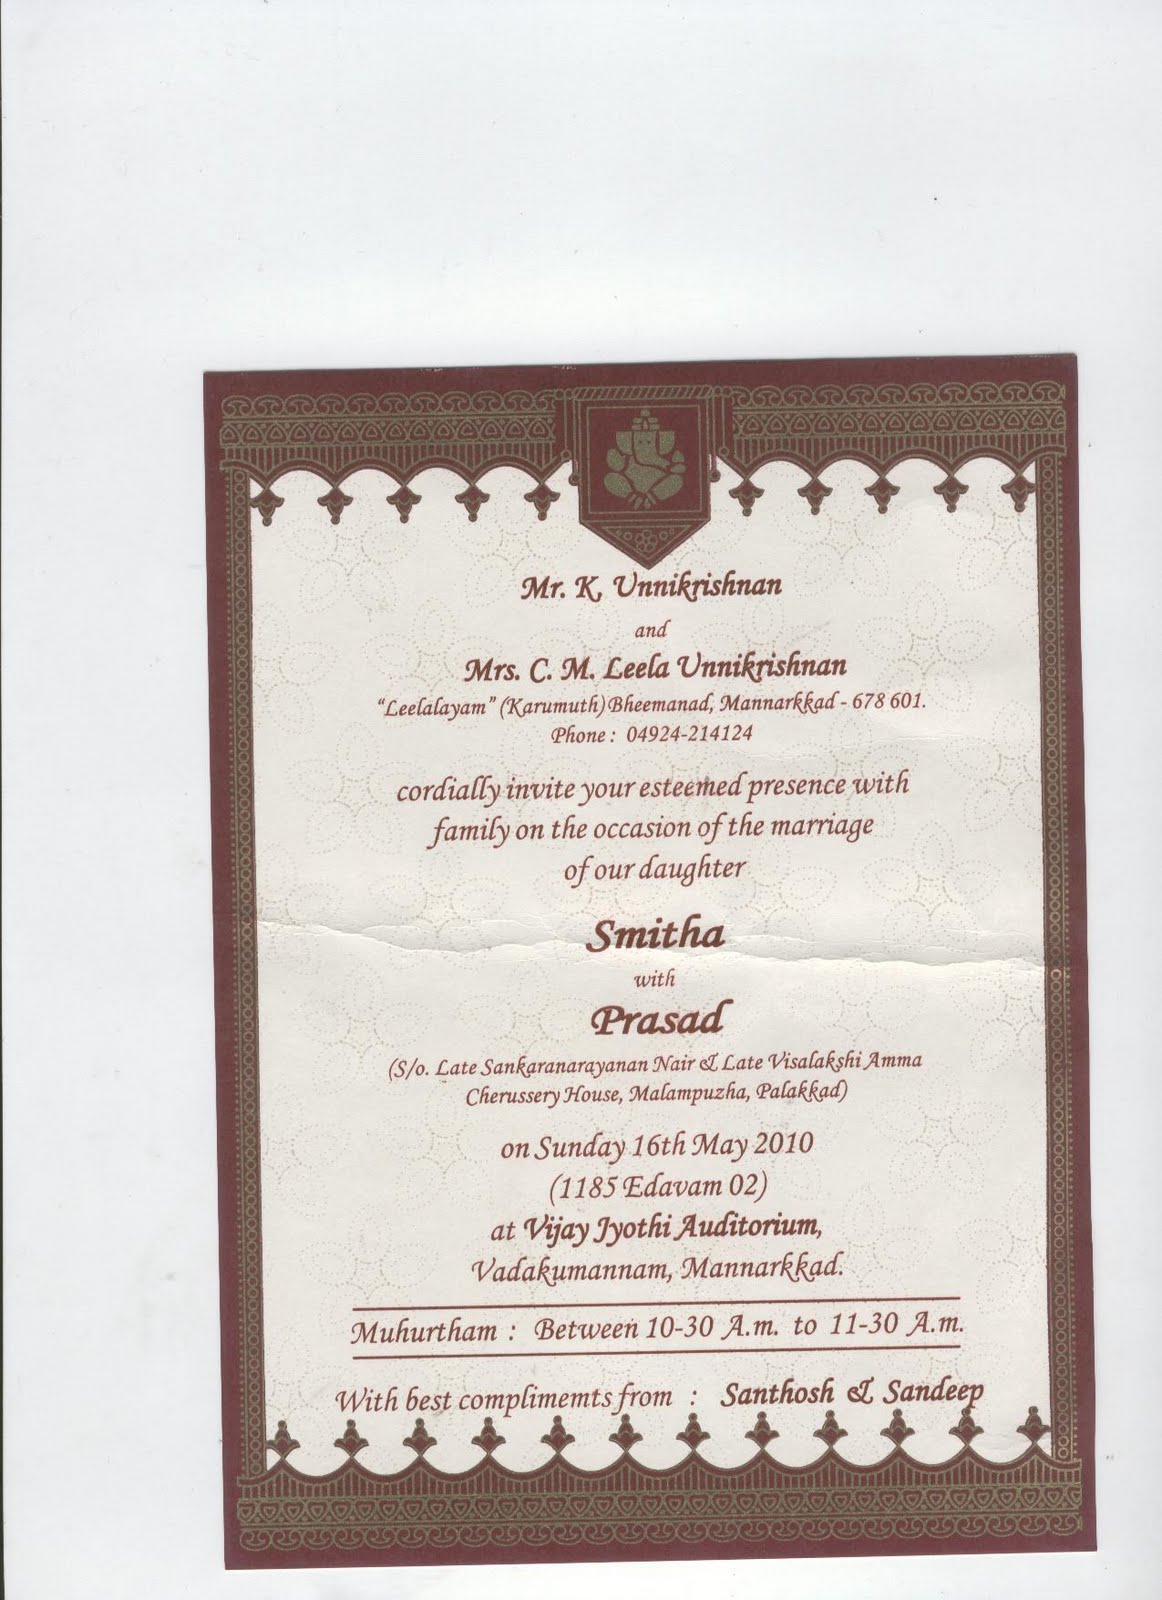 Mr. K. Unnikrishnan
and
Mrs. C. M. Leela Unnikrishnan
"Leelalayam" (Karumuth) Bheemanad, Mannarkkad - 678 601.
Phone : 04924-214124
cordially invite your esteemed presence with
family on the occasion of the marriage
of our daughter
Smitha
with
Prasad
(S/o. Late Sankaranarayanan Nair & Late Visalakshi Amma
Cherussery House, Malampuzha, Palakkad)
on Sunday 16th May 2010
(1185 Edavam 02)
at Vijay Jyothi Auditorium,
Vadakumannam, Mannarkkad.
Muhurtham : Between 10-30 A.m. to 11-30 A.m.
With best complimemts from : Santhosh & Sandeep